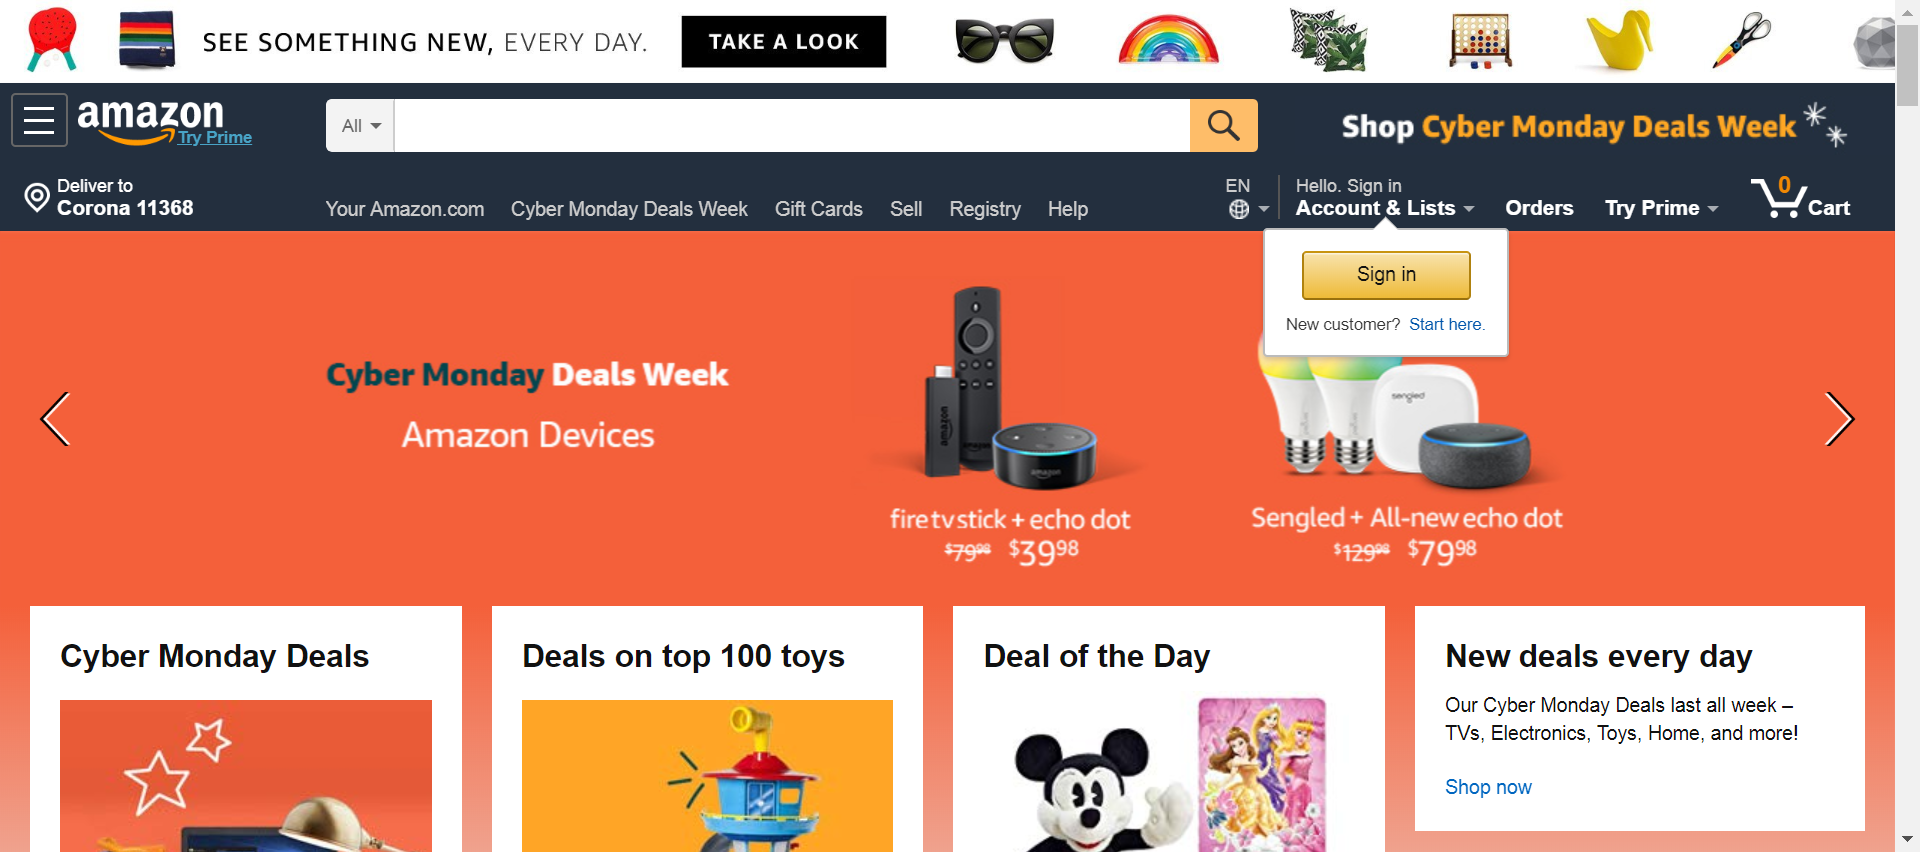 SEE SOMETHING NEW, EVERY DAY.
TAKE A LOOK
amazon
Try Prime
All
Shop Cyber Monday Deals Week
Deliver to
Corona 11368
Your Amazon.com
Cyber Monday Deals Week
Gift Cards
Sell
Registry
Help
EN
Hello. Sign in
Account & Lists
Orders
Try Prime
0
Cart
Sign in
New customer? Start here.
Cyber Monday Deals Week
Amazon Devices
amazon
amazon
sengled
fire tv stick + echo dot
$79.98 $39.98
Sengled + All-new echo dot
$129.98 $79.98
Cyber Monday Deals
Deals on top 100 toys
Deal of the Day
New deals every day
Our Cyber Monday Deals last all week –
TVs, Electronics, Toys, Home, and more!
Shop now